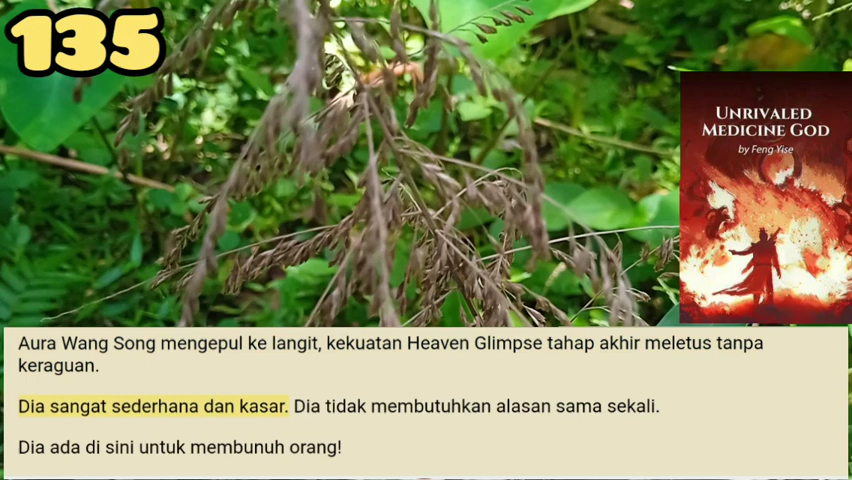 135
UNRIVALED
MEDICINE GOD
by Feng Yise
Aura Wang Song mengepul ke langit, kekuatan Heaven Glimpse tahap akhir meletus tanpa
keraguan.
Dia sangat sederhana dan kasar. Dia tidak membutuhkan alasan sama sekali.
Dia ada di sini untuk membunuh orang!